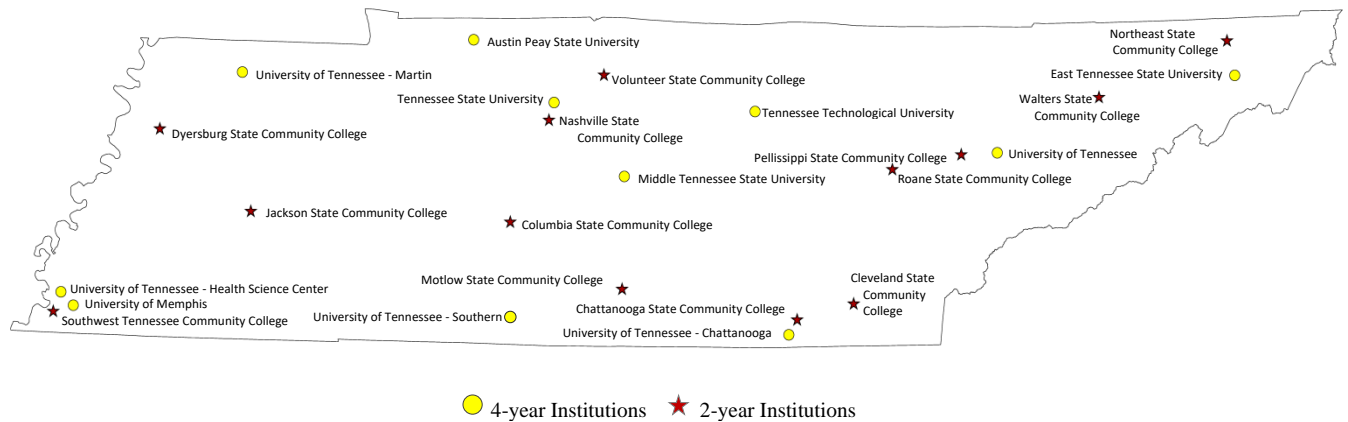 Northeast State
Community College
Austin Peay State University
University of Tennessee - Martin
Volunteer State Community College
East Tennessee State University
Tennessee State University
Walters State
Community College
Tennessee Technological University
Nashville State
Community College
Dyersburg State Community College
Pellissippi State Community College
University of Tennessee
Middle Tennessee State University
Roane State Community College
Jackson State Community College
Columbia State Community College
Motlow State Community College
Cleveland State
Community
College
University of Tennessee - Health Science Center
University of Memphis
Southwest Tennessee Community College
Chattanooga State Community College
University of Tennessee - Southern
University of Tennessee - Chattanooga
4-year Institutions
2-year Institutions